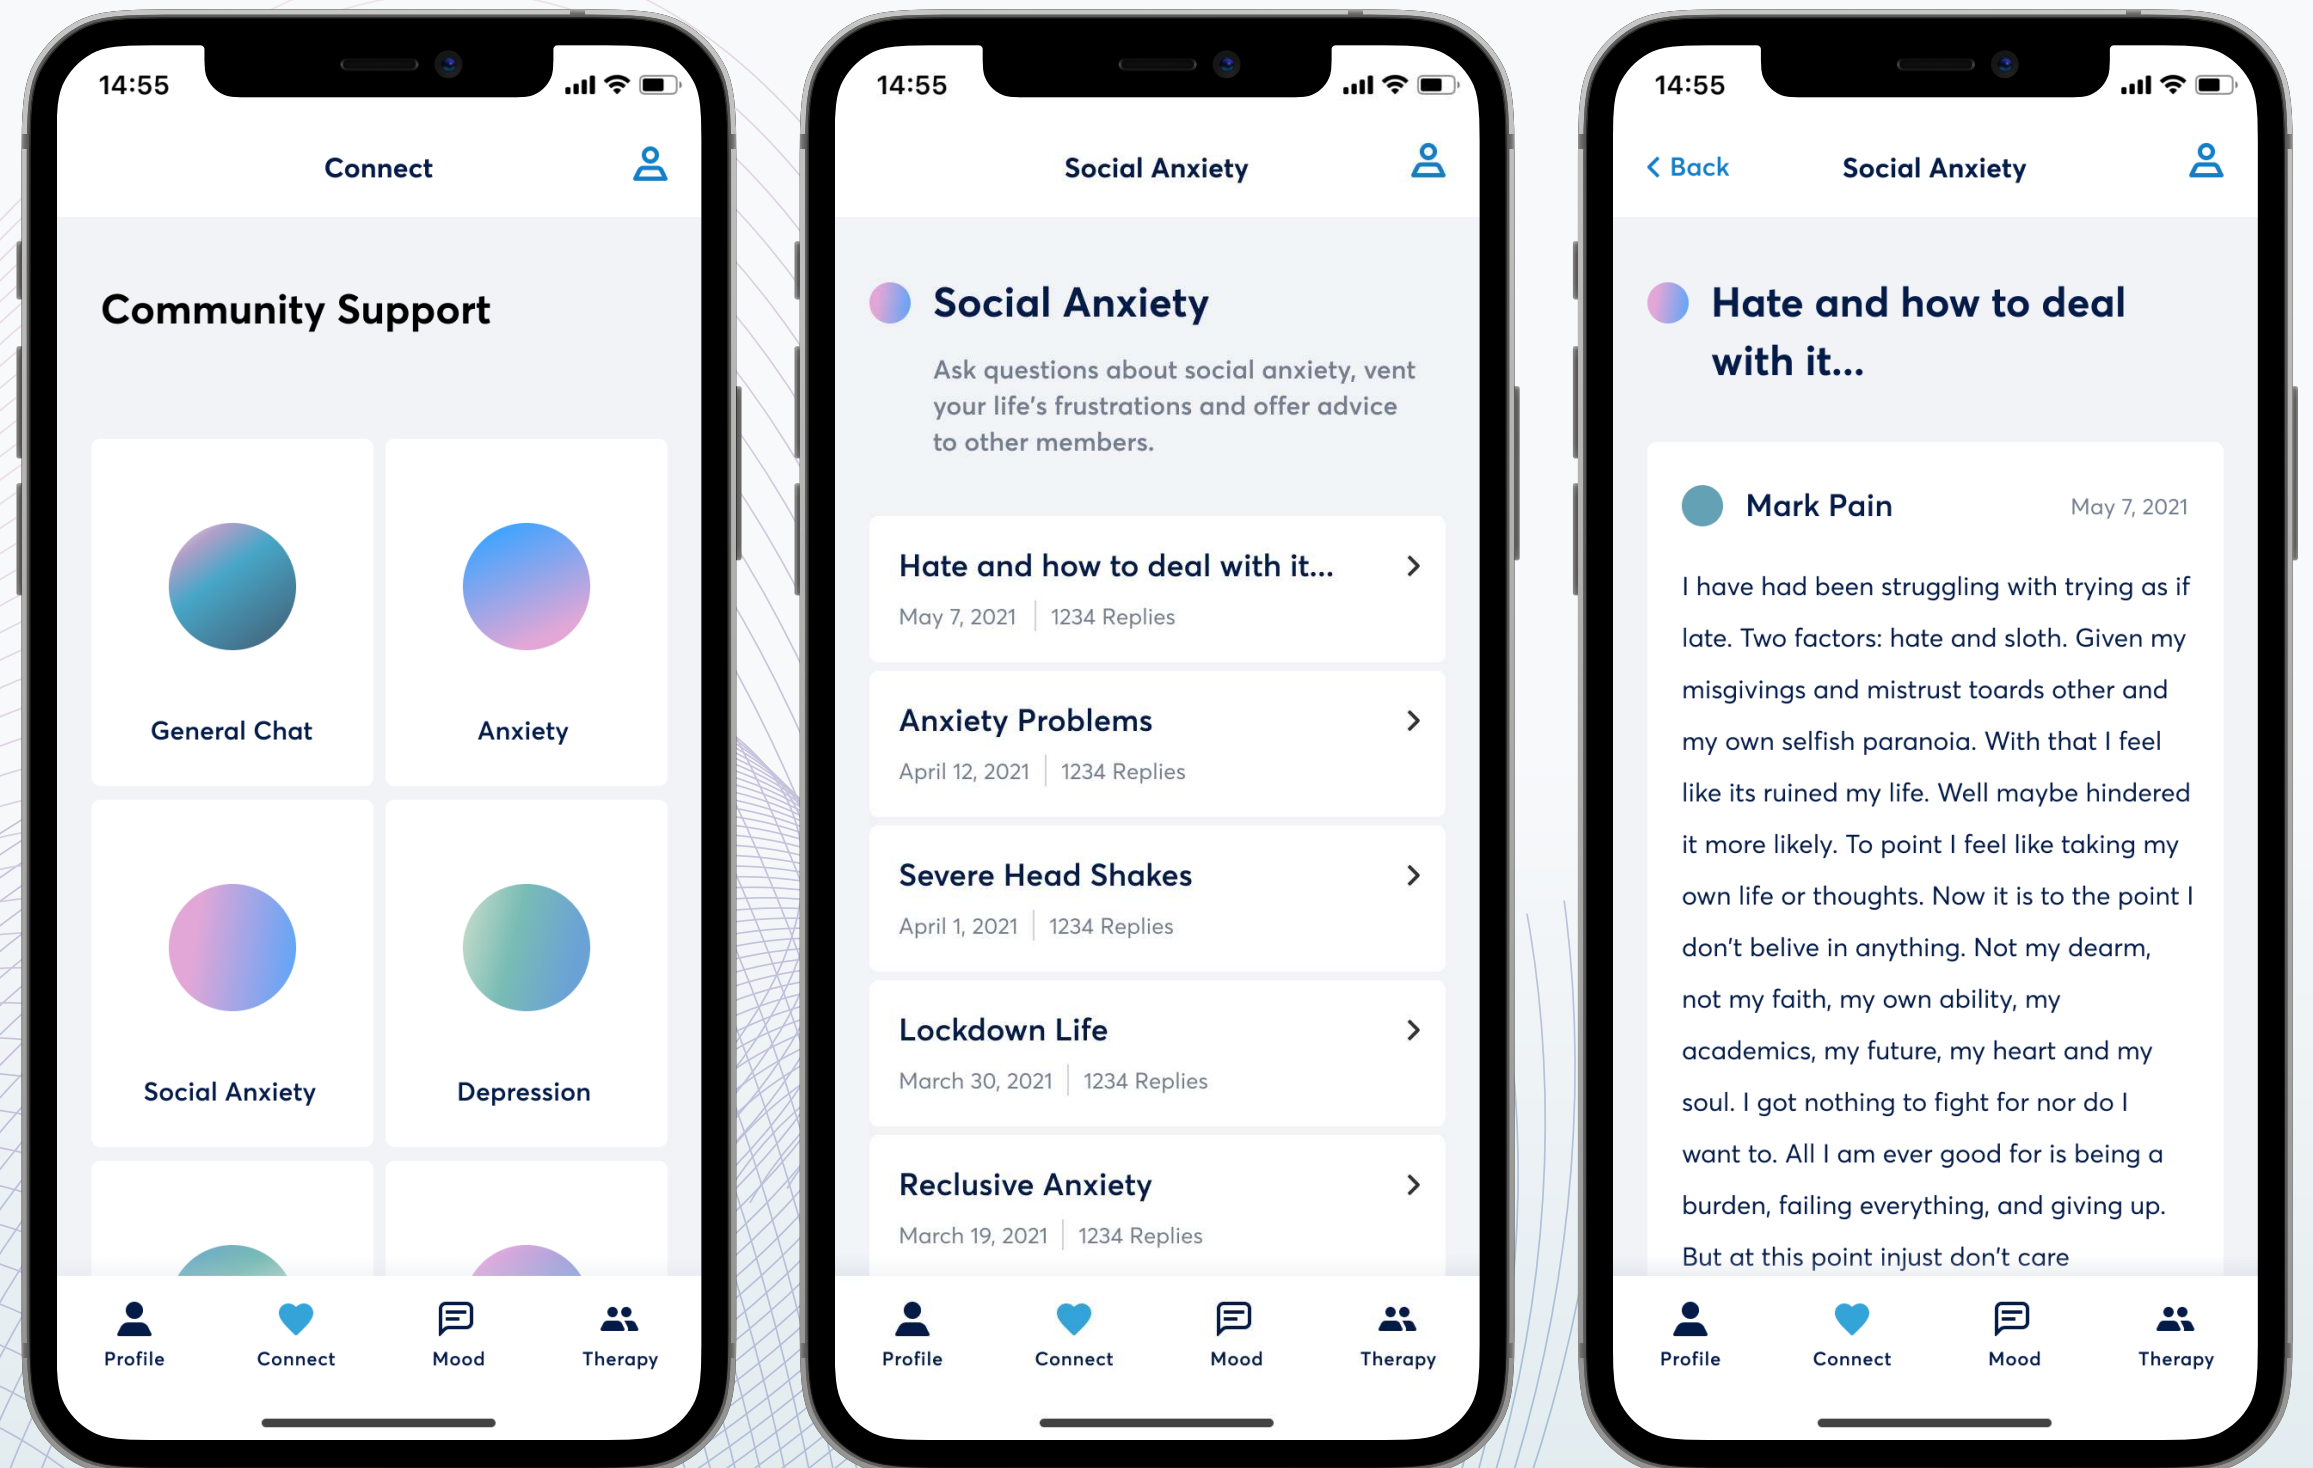 14:55
Connect
Community Support
General Chat
Anxiety
Social Anxiety
Depression
Profile
Connect
Mood
Therapy
14:55
Social Anxiety
Social Anxiety
Ask questions about social anxiety, vent
your life's frustrations and offer advice
to other members.
Hate and how to deal with it...
May 7, 2021 | 1234 Replies
Anxiety Problems
April 12, 2021 | 1234 Replies
Severe Head Shakes
April 1, 2021 | 1234 Replies
Lockdown Life
March 30, 2021 | 1234 Replies
Reclusive Anxiety
March 19, 2021 | 1234 Replies
Profile
Connect
Mood
Therapy
14:55
Back
Social Anxiety
Hate and how to deal
with it...
Mark Pain
May 7, 2021
I have had been struggling with trying as if
late. Two factors: hate and sloth. Given my
misgivings and mistrust toards other and
my own selfish paranoia. With that I feel
like its ruined my life. Well maybe hindered
it more likely. To point I feel like taking my
own life or thoughts. Now it is to the point I
don't belive in anything. Not my dearm,
not my faith, my own ability, my
academics, my future, my heart and my
soul. I got nothing to fight for nor do I
want to. All I am ever good for is being a
burden, failing everything, and giving up.
But at this point injust don't care
Profile
Connect
Mood
Therapy